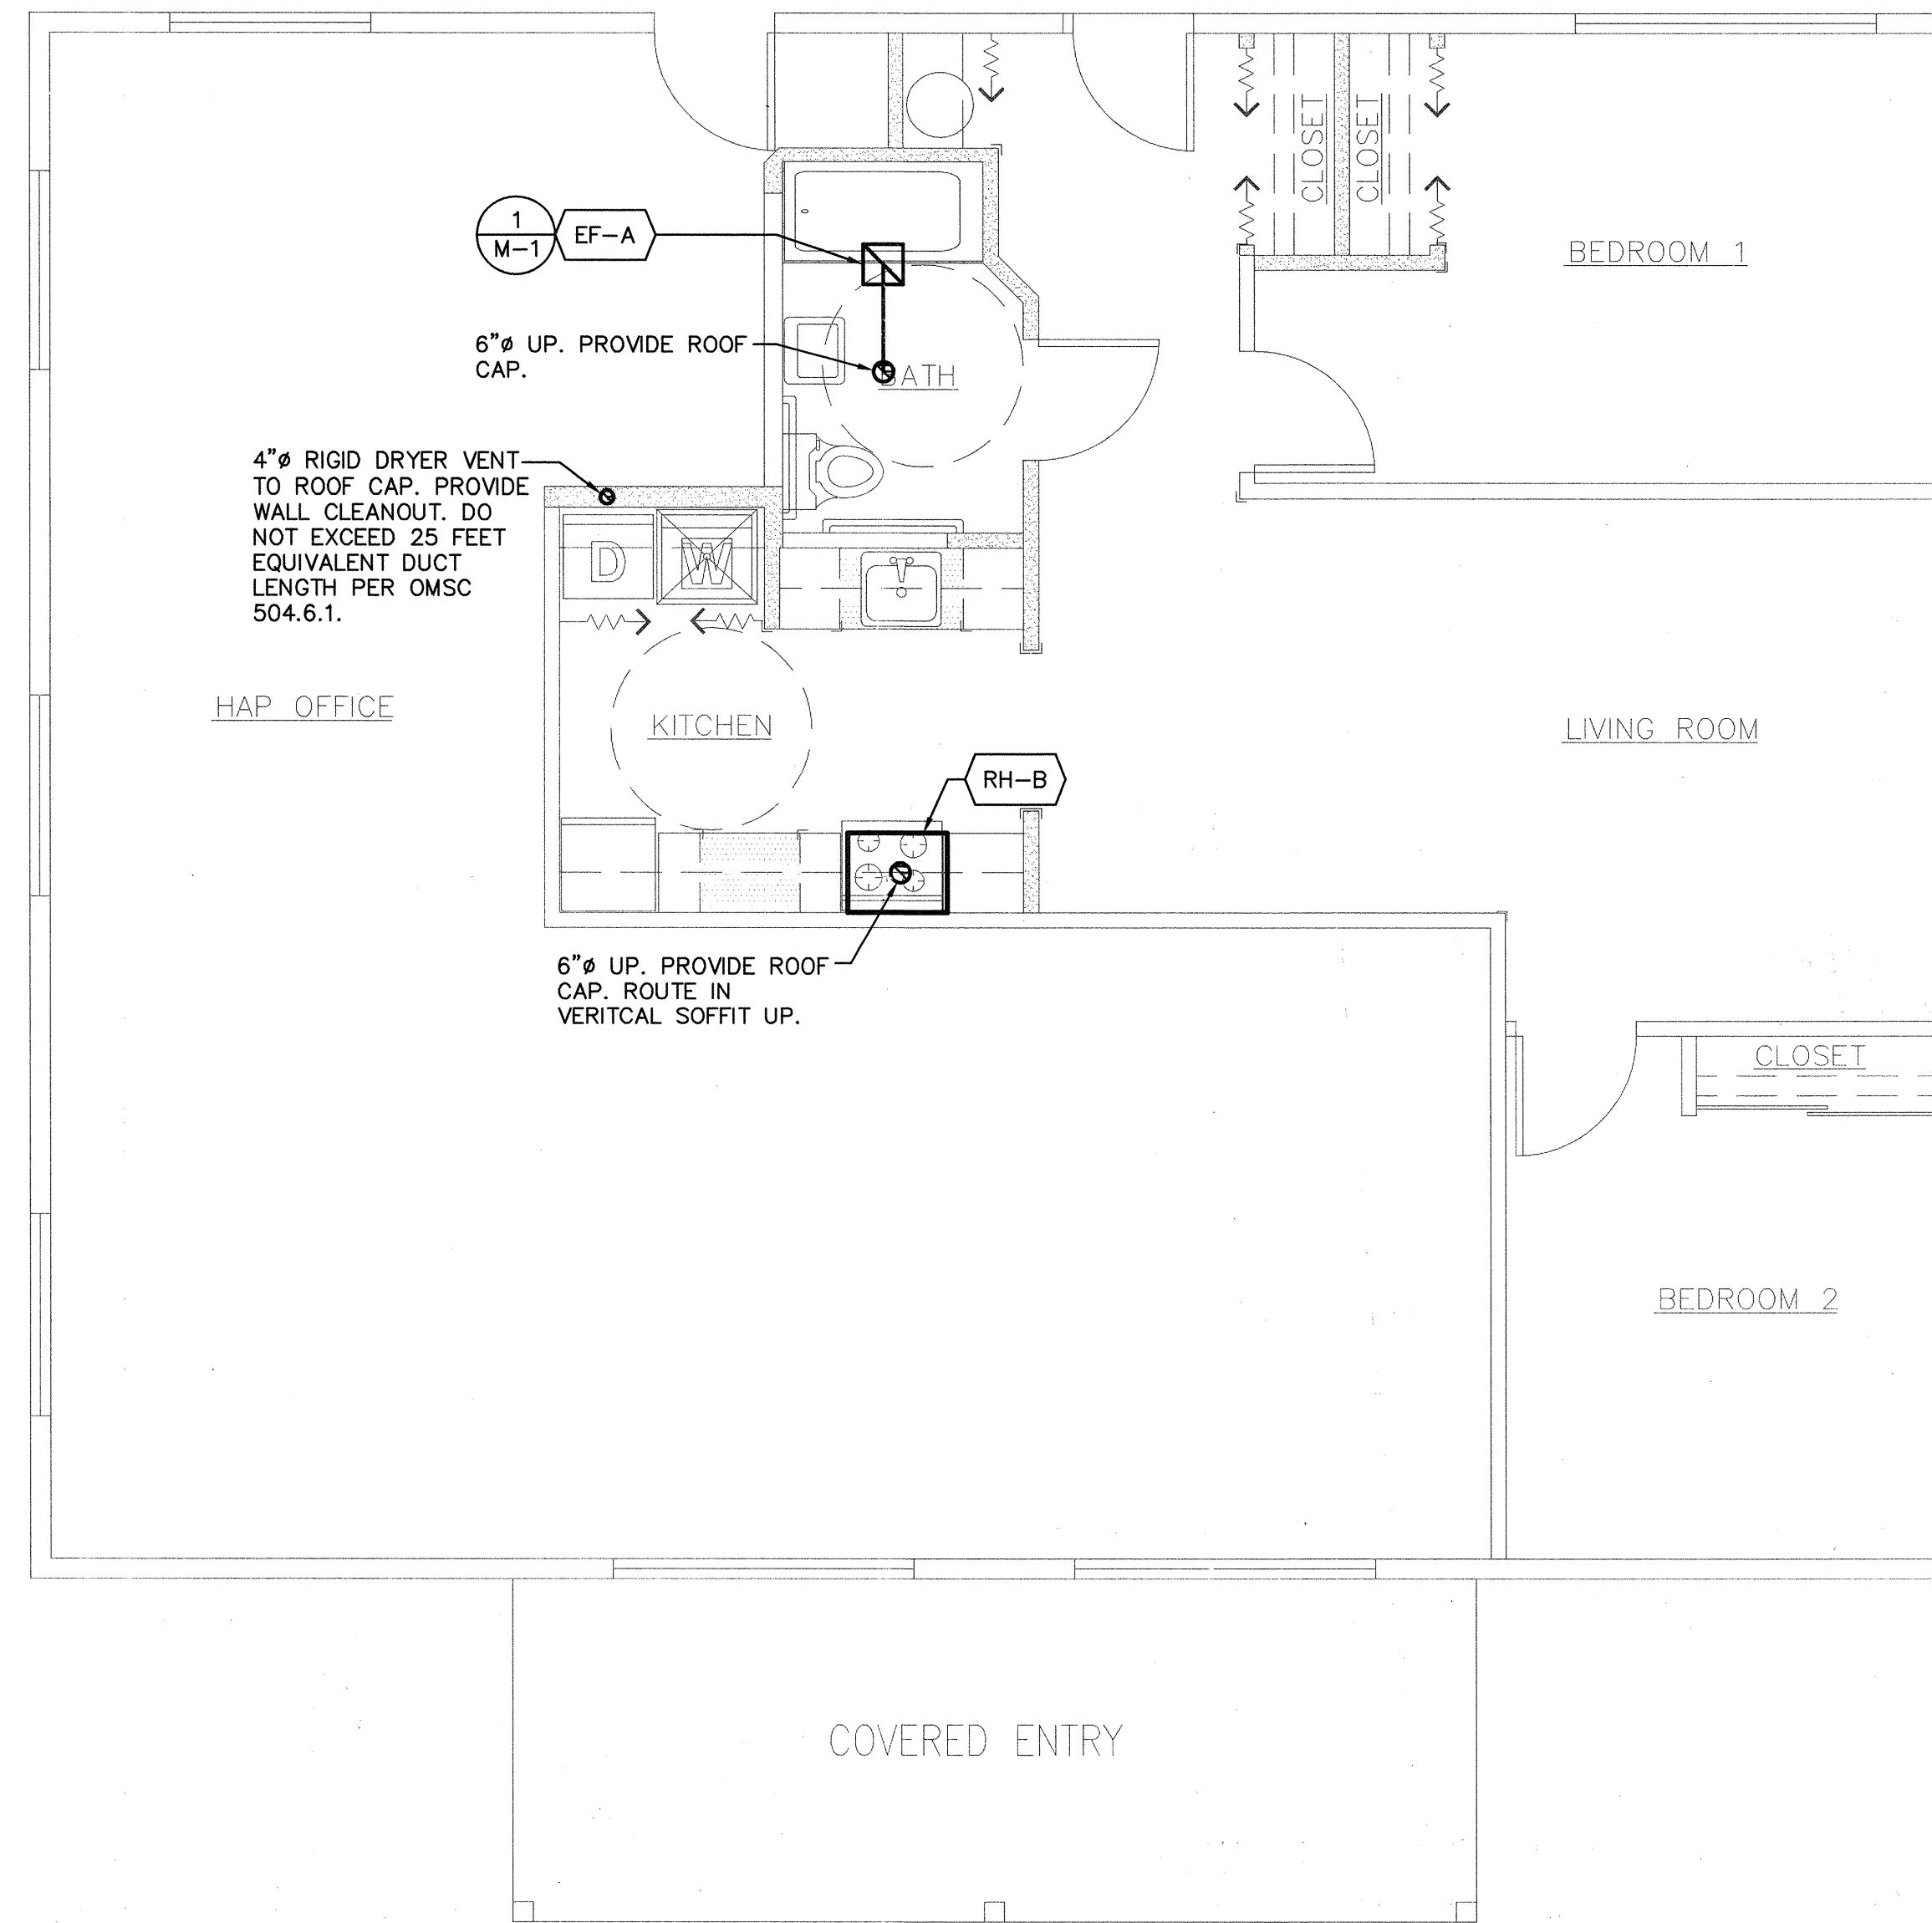 CLOSET
CLOSET
BEDROOM 1
1
M-1
EF-A
6"ø UP. PROVIDE ROOF
CAP.
BATH
4"ø RIGID DRYER VENT
TO ROOF CAP. PROVIDE
WALL CLEANOUT. DO
NOT EXCEED 25 FEET
EQUIVALENT DUCT
LENGTH PER OMSC
504.6.1.
D
W
HAP OFFICE
KITCHEN
LIVING ROOM
RH-B
6"ø UP. PROVIDE ROOF
CAP. ROUTE IN
VERITCAL SOFFIT UP.
CLOSET
BEDROOM 2
COVERED ENTRY